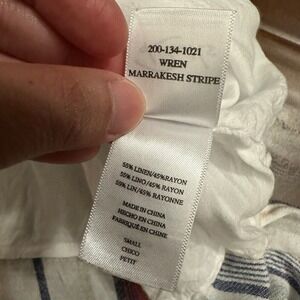 200-134-1021
WREN
MARRAKESH STRIPE
55% LINEN/45%RAYON
55% LINO/45% RAYON
55% LIN/45% RAYONNE
MADE IN CHINA
HECHO EN CHINA
FABRIQUÉ EN CHINE
SMALL
CHICO
PETIT